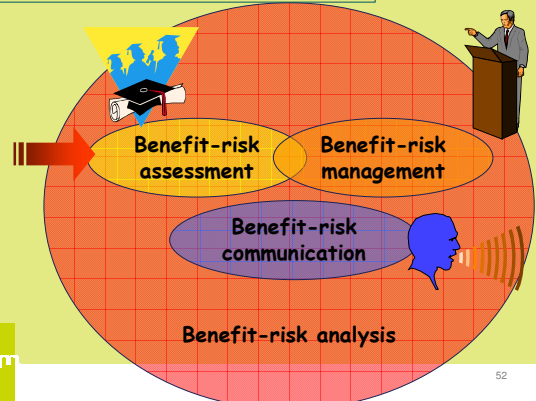 Benefit-risk
assessment
Benefit-risk
management
Benefit-risk
communication
Benefit-risk analysis
52